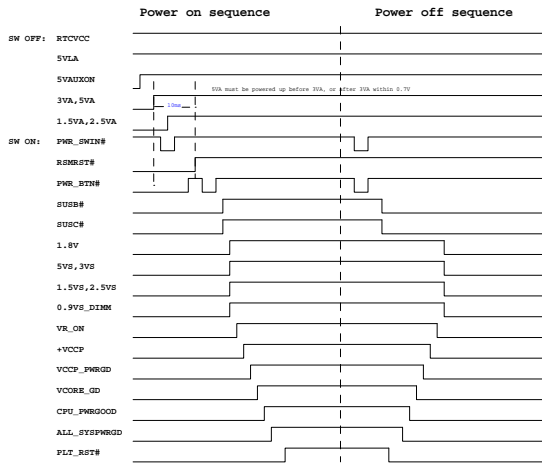 Power on sequence Power off sequence
SW OFF: RTCVCC
5VLA
5VAUXON
5VA must be powered up before 3VA, or after 3VA within 0.7V
3VA,5VA
10ms
1.5VA,2.5VA
SW ON: PWR_SWIN#
RSMRST#
PWR_BTN#
SUSB#
SUSC#
1.8V
5VS,3VS
1.5VS,2.5VS
0.9VS_DIMM
VR_ON
+VCCP
VCCP_PWRGD
VCORE_GD
CPU_PWRGOOD
ALL_SYSPWRGD
PLT_RST#